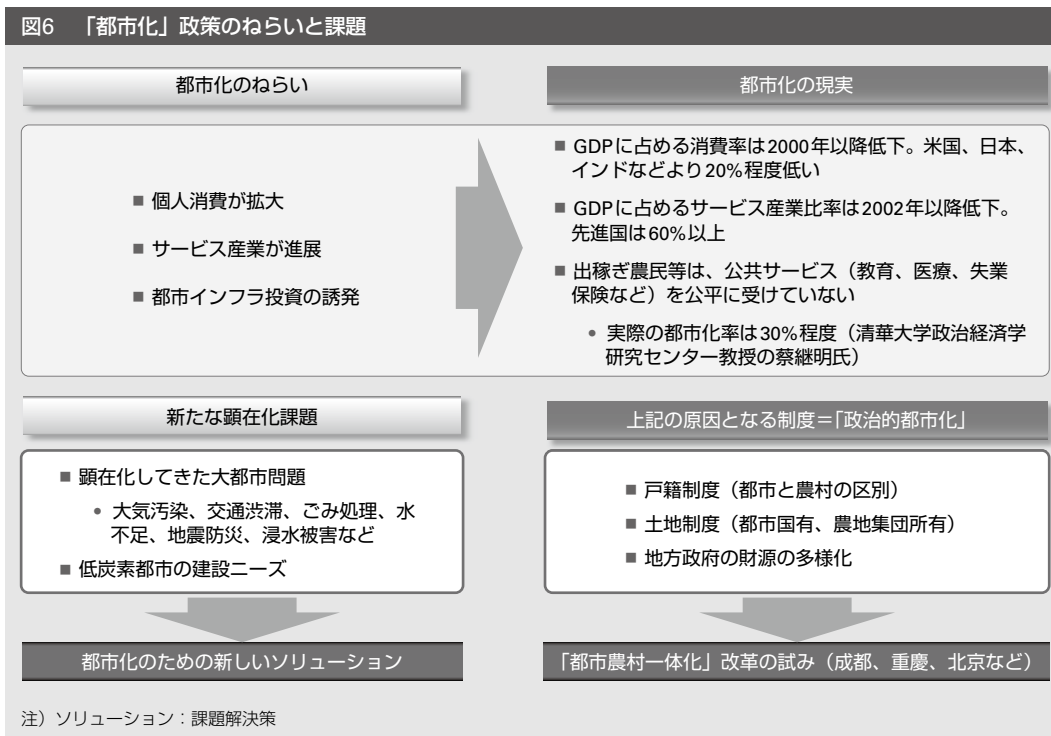 図6　「都市化」政策のねらいと課題
都市化のねらい
■ 個人消費が拡大
■ サービス産業が進展
■ 都市インフラ投資の誘発
都市化の現実
■ GDPに占める消費率は2000年以降低下。米国、日本、
インドなどより20%程度低い
■ GDPに占めるサービス産業比率は2002年以降低下。
先進国は60%以上
■ 出稼ぎ農民等は、公共サービス（教育、医療、失業
保険など）を公平に受けていない
• 実際の都市化率は30%程度（清華大学政治経済学
研究センター教授の蔡継明氏）
新たな顕在化課題
■ 顕在化してきた大都市問題
• 大気汚染、交通渋滞、ごみ処理、水
不足、地震防災、浸水被害など
■ 低炭素都市の建設ニーズ
都市化のための新しいソリューション
上記の原因となる制度＝「政治的都市化」
■ 戸籍制度（都市と農村の区別）
■ 土地制度（都市国有、農地集団所有）
■ 地方政府の財源の多様化
「都市農村一体化」改革の試み（成都、重慶、北京など）
注）ソリューション：課題解決策